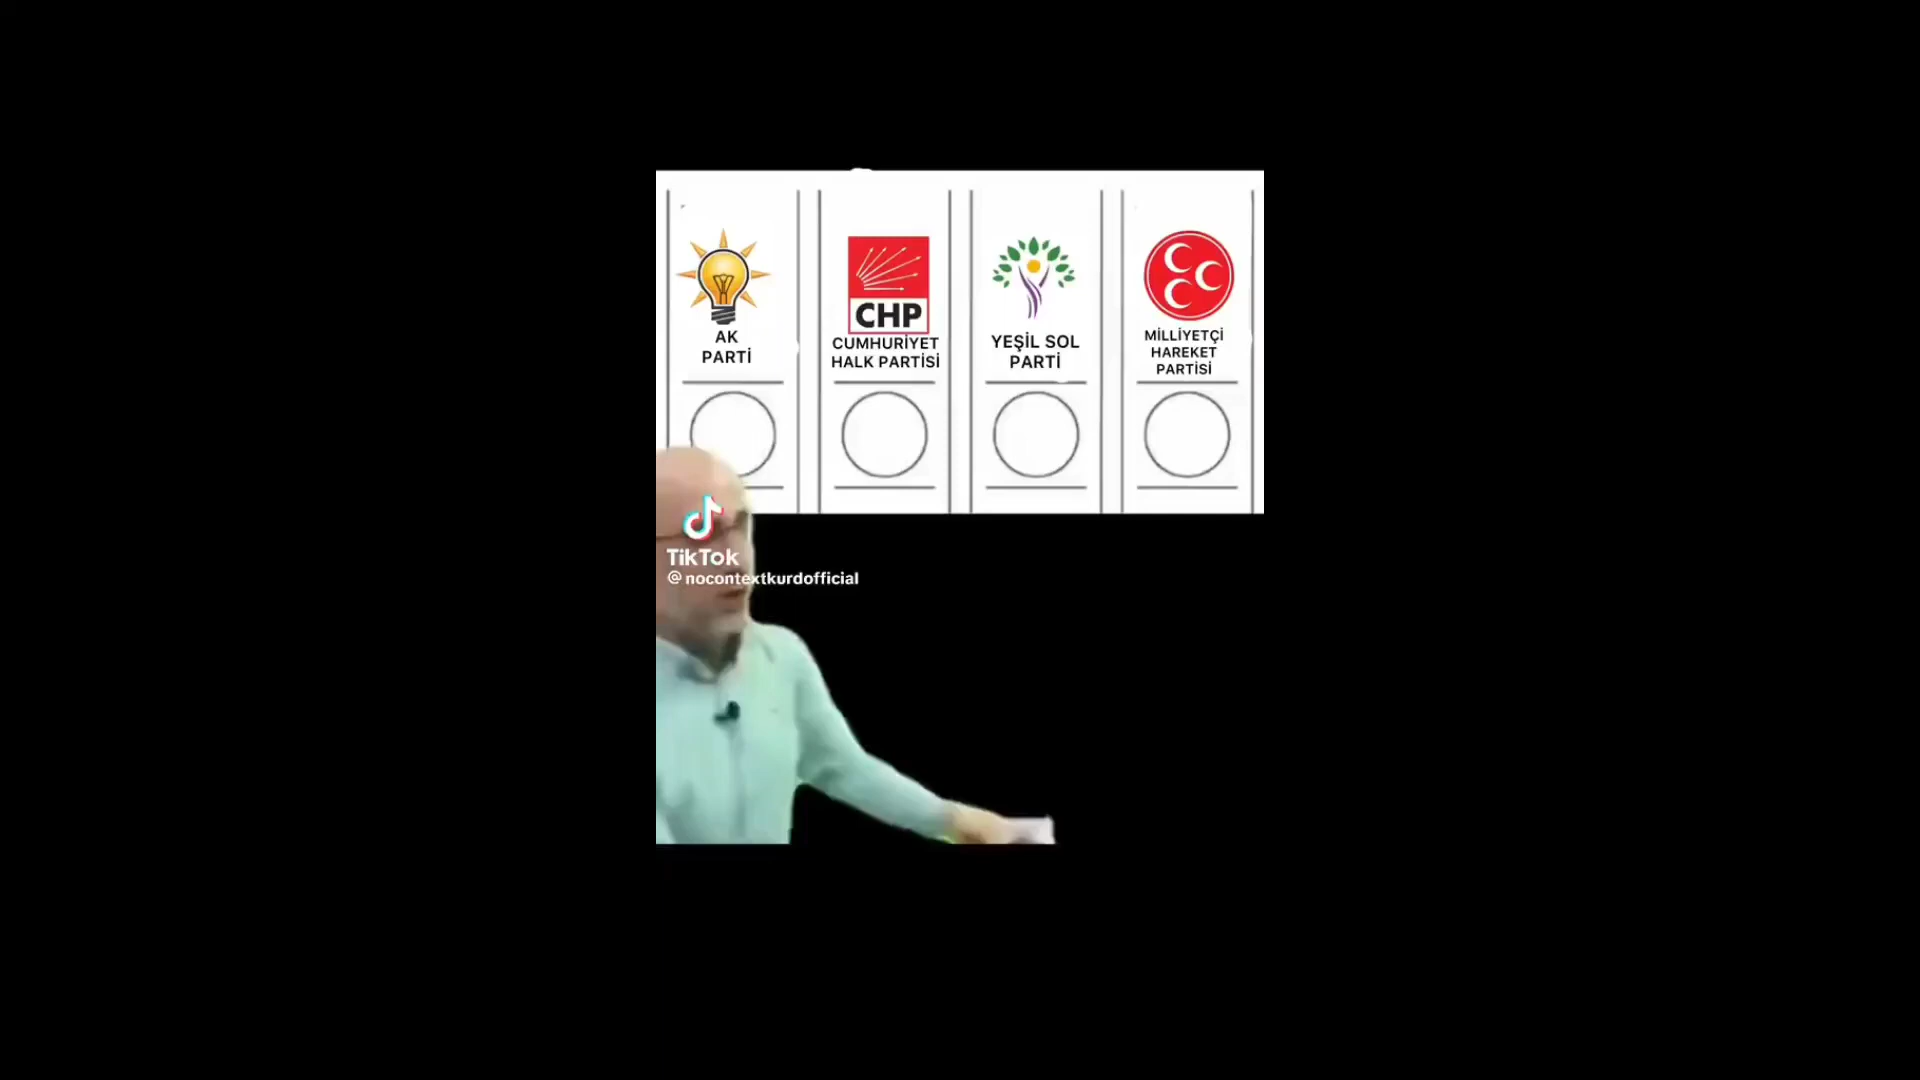 AK
PARTİ
CHP
CUMHURİYET
HALK PARTİSİ
YEŞİL SOL
PARTİ
MİLLİYETÇİ
HAREKET
PARTİSİ
TikTok
@nocontextkurdofficial